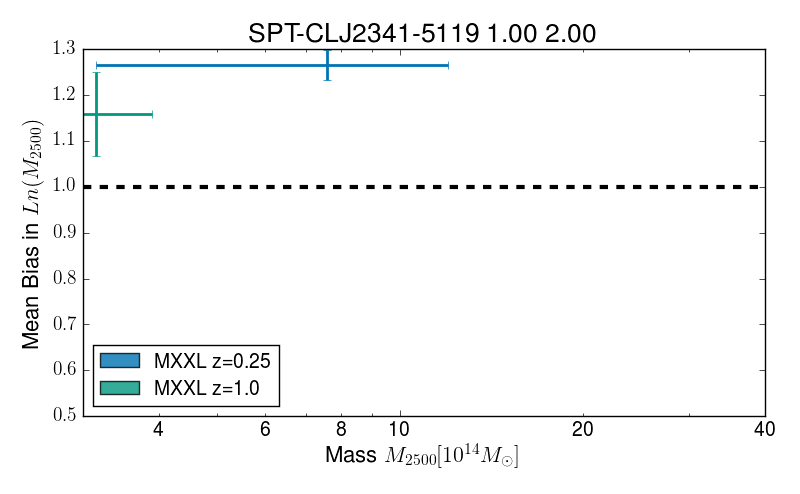 SPT-CLJ2341-5119 1.00 2.00
Mean Bias in Ln(M₂₅₀₀)
1.3
1.2
1.1
1.0
0.9
0.8
0.7
0.6
0.5
MXXL z=0.25
MXXL z=1.0
4 6 8 10 20 40
Mass M₂₅₀₀[10¹⁴M☉]